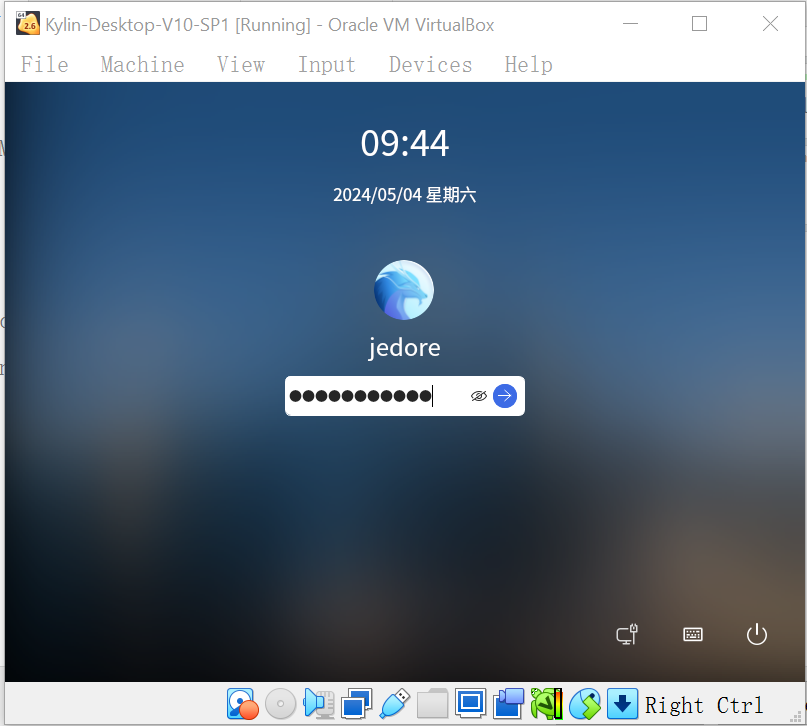 Kylin-Desktop-V10-SP1 [Running] - Oracle VM VirtualBox
File Machine View Input Devices Help
09:44
2024/05/04 星期六
jedore
Right Ctrl